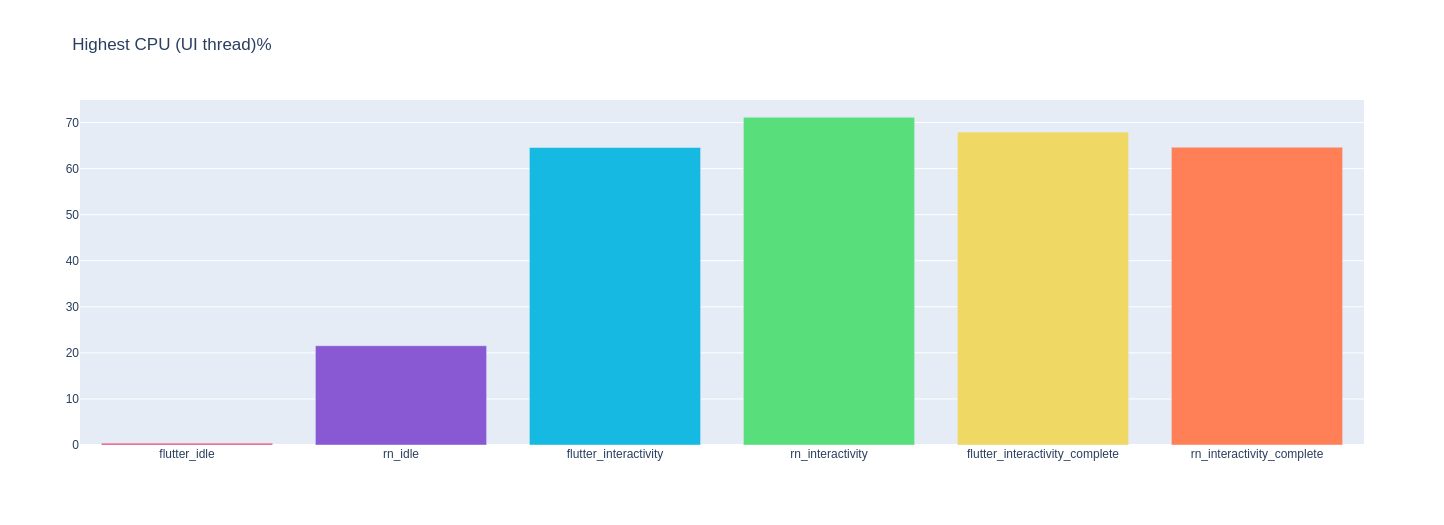 Highest CPU (UI thread)%
70
60
50
40
30
20
10
0
flutter_idle
rn_idle
flutter_interactivity
rn_interactivity
flutter_interactivity_complete
rn_interactivity_complete